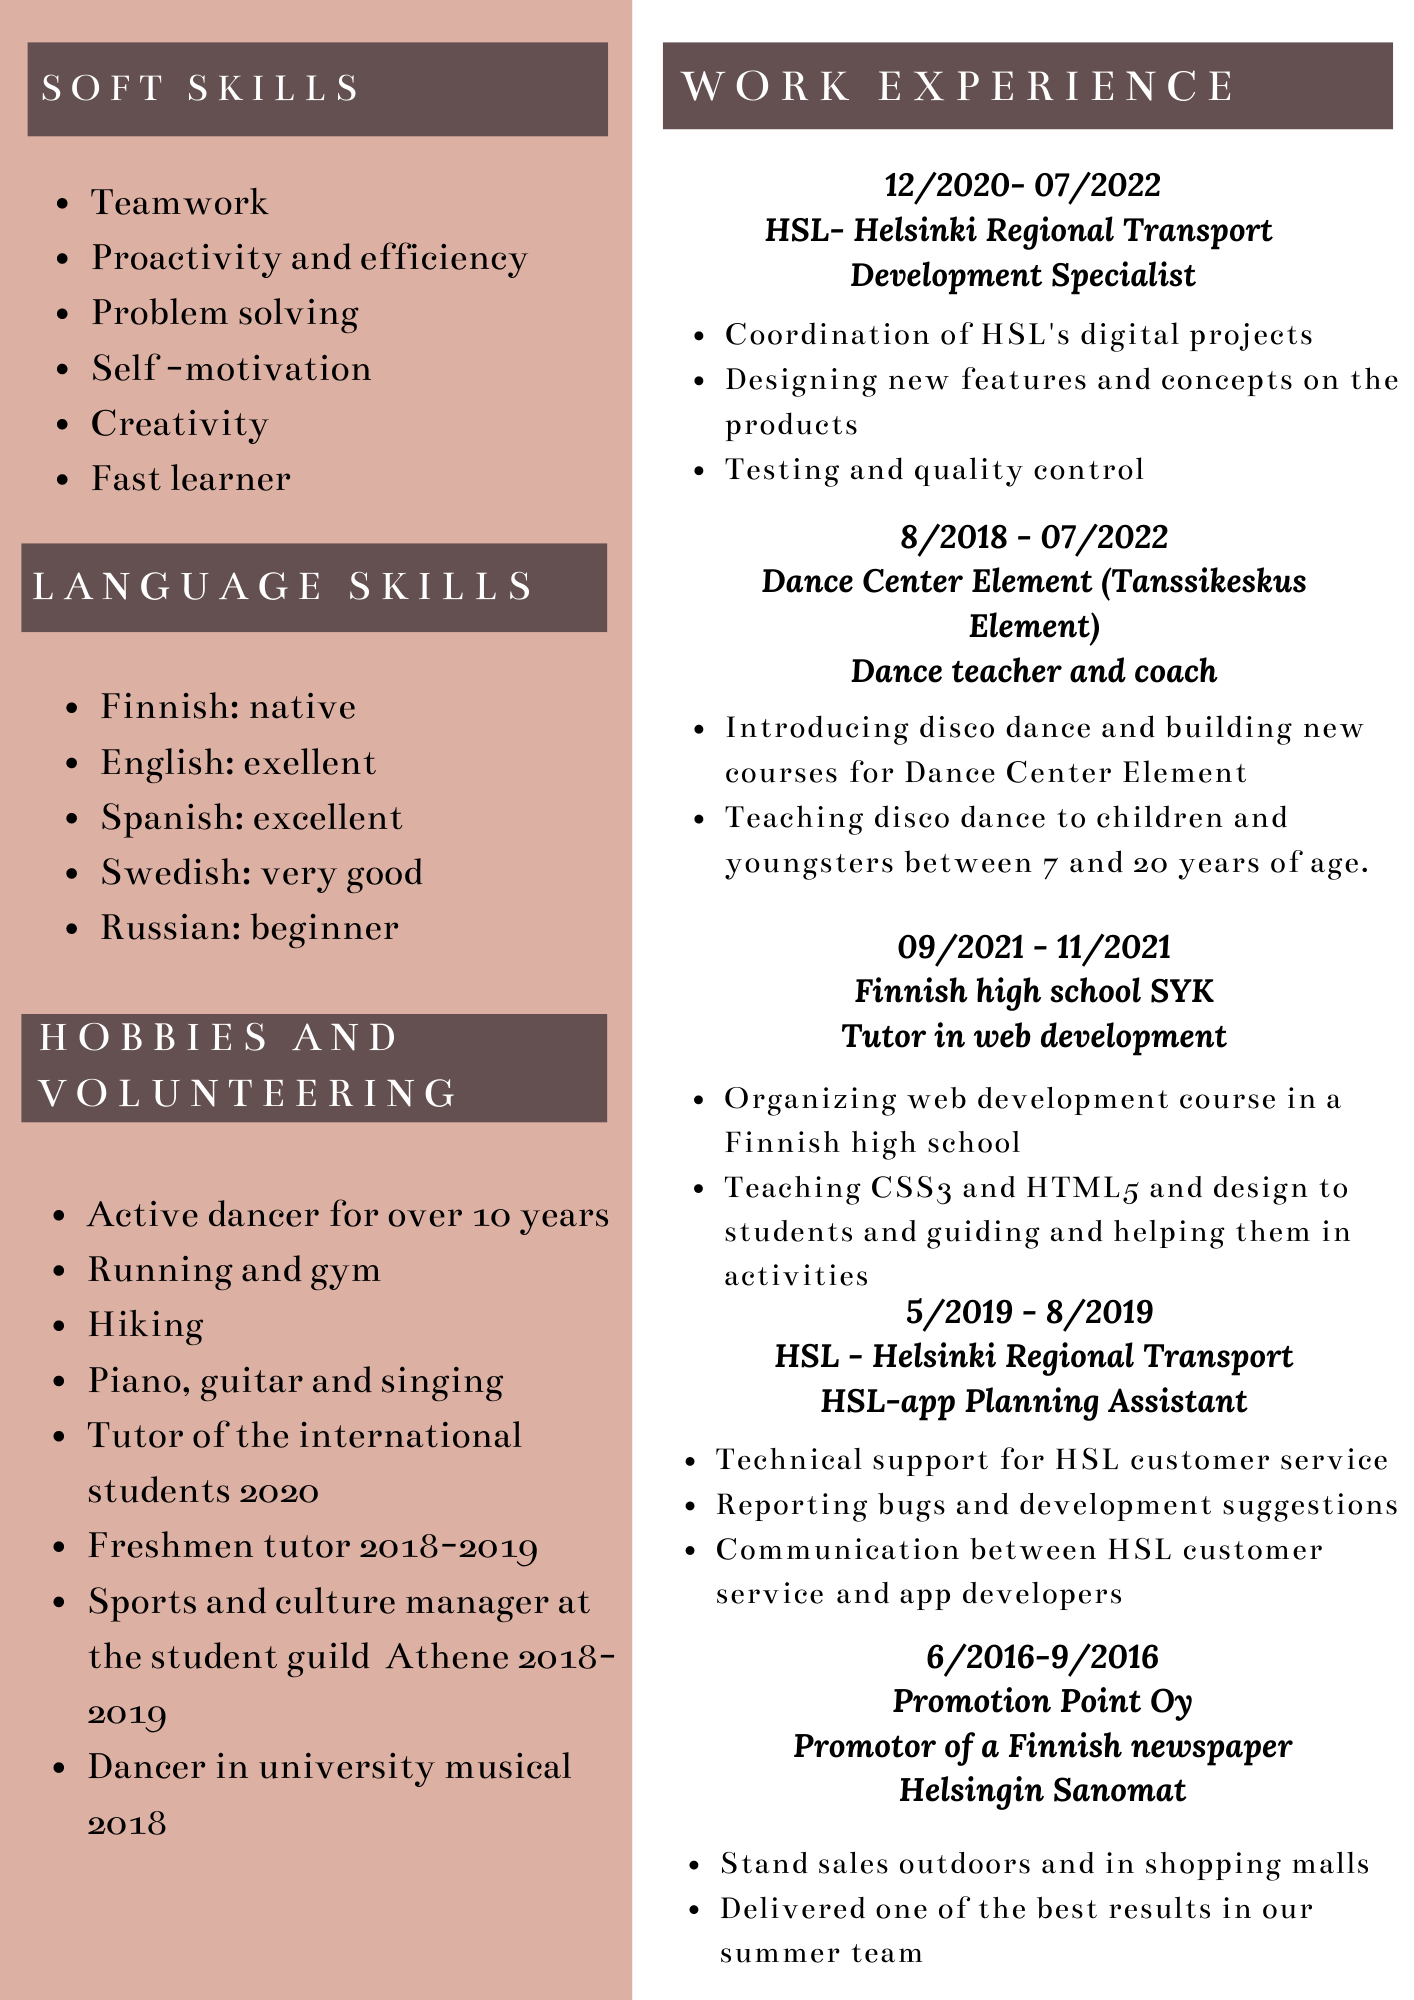 SOFT SKILLS
• Teamwork
• Proactivity and efficiency
• Problem solving
• Self -motivation
• Creativity
• Fast learner
LANGUAGE SKILLS
• Finnish: native
• English: exellent
• Spanish: excellent
• Swedish: very good
• Russian: beginner
HOBBIES AND
VOLUNTEERING
• Active dancer for over 10 years
• Running and gym
• Hiking
• Piano, guitar and singing
• Tutor of the international
students 2020
• Freshmen tutor 2018-2019
• Sports and culture manager at
the student guild  Athene 2018-
2019
• Dancer in university musical
2018
WORK EXPERIENCE
12/2020- 07/2022
HSL- Helsinki Regional Transport
Development Specialist
• Coordination of HSL's digital projects
• Designing new features and concepts on the
products
• Testing and quality control
8/2018 - 07/2022
Dance Center Element (Tanssikeskus
Element)
Dance teacher and coach
• Introducing disco dance and building new
courses for Dance Center Element
• Teaching disco dance to children and
youngsters between 7 and 20 years of age.
09/2021 - 11/2021
Finnish high school SYK
Tutor in web development
• Organizing web development course in a
Finnish high school
• Teaching CSS3 and HTML5 and design to
students and guiding and helping them in
activities
5/2019 - 8/2019
HSL - Helsinki Regional Transport
HSL-app Planning Assistant
• Technical support for HSL customer service
• Reporting bugs and development suggestions
• Communication between HSL customer
service and app developers
6/2016-9/2016
Promotion Point Oy
Promotor of a Finnish newspaper
Helsingin Sanomat
• Stand sales outdoors and in shopping malls
• Delivered one of the best results in our
summer team